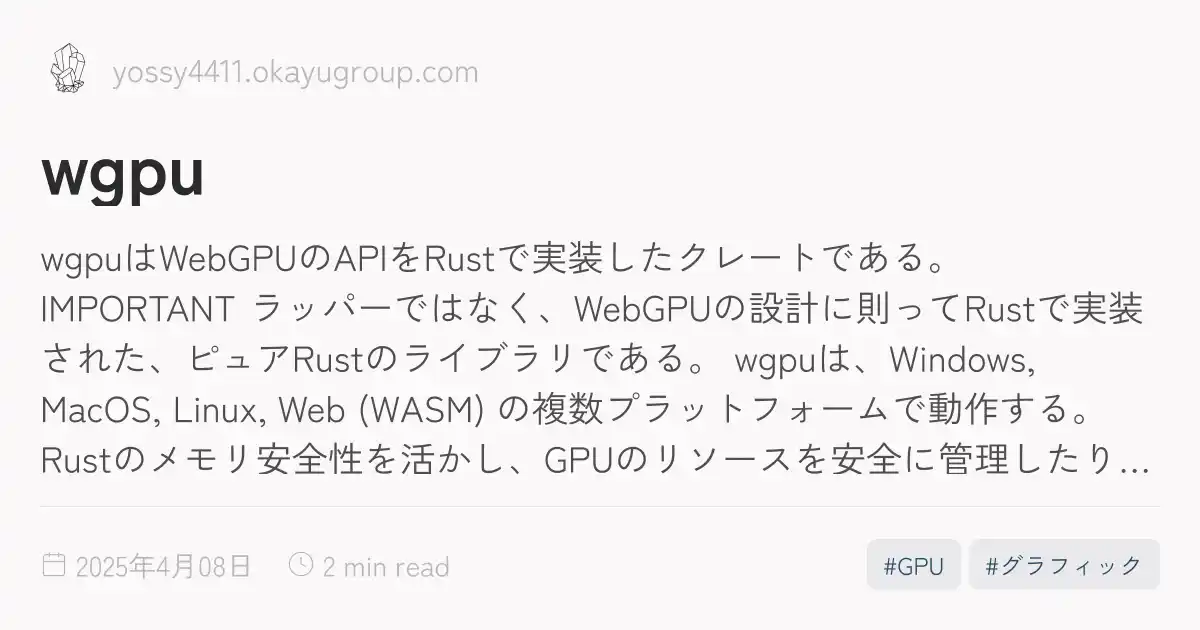 yossy4411.okayugroup.com
wgpu
wgpuはWebGPUのAPIをRustで実装したクレートである。
IMPORTANT ラッパーではなく、WebGPUの設計に則ってRustで実装
された、ピュアRustのライブラリである。 wgpuは、Windows,
MacOS, Linux, Web (WASM) の複数プラットフォームで動作する。
Rustのメモリ安全性を活かし、GPUのリソースを安全に管理したり...
2025年4月08日 2 min read #GPU #グラフィック